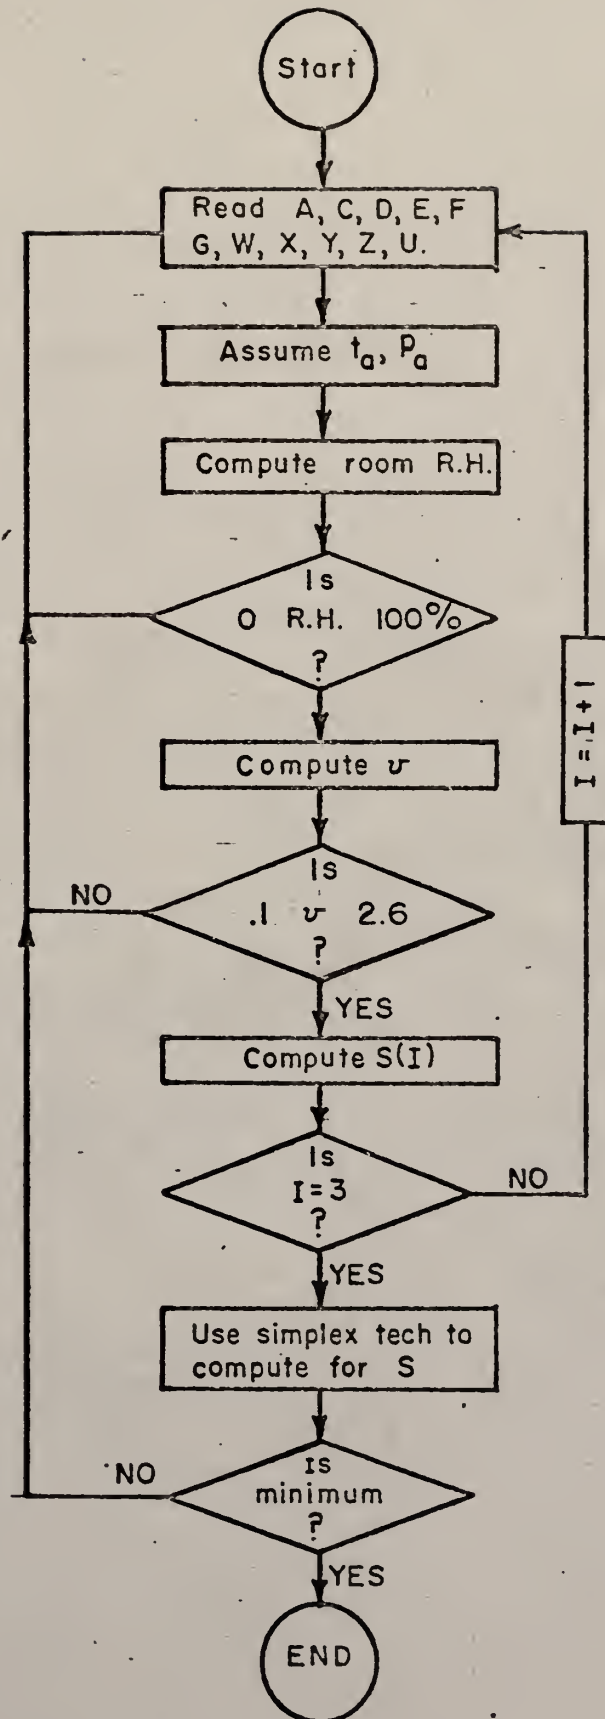 Start
Read A, C, D, E, F
G, W, X, Y, Z, U.
Assume ta, Pa
Compute room R.H.
Is
0 R.H. 100%
?
Compute v
Is
.1 v 2.6
?
NO
YES
Compute S(I)
Is
I=3
?
NO
YES
I = I + 1
Use simplex tech to
compute for S
Is
minimum
?
NO
YES
END